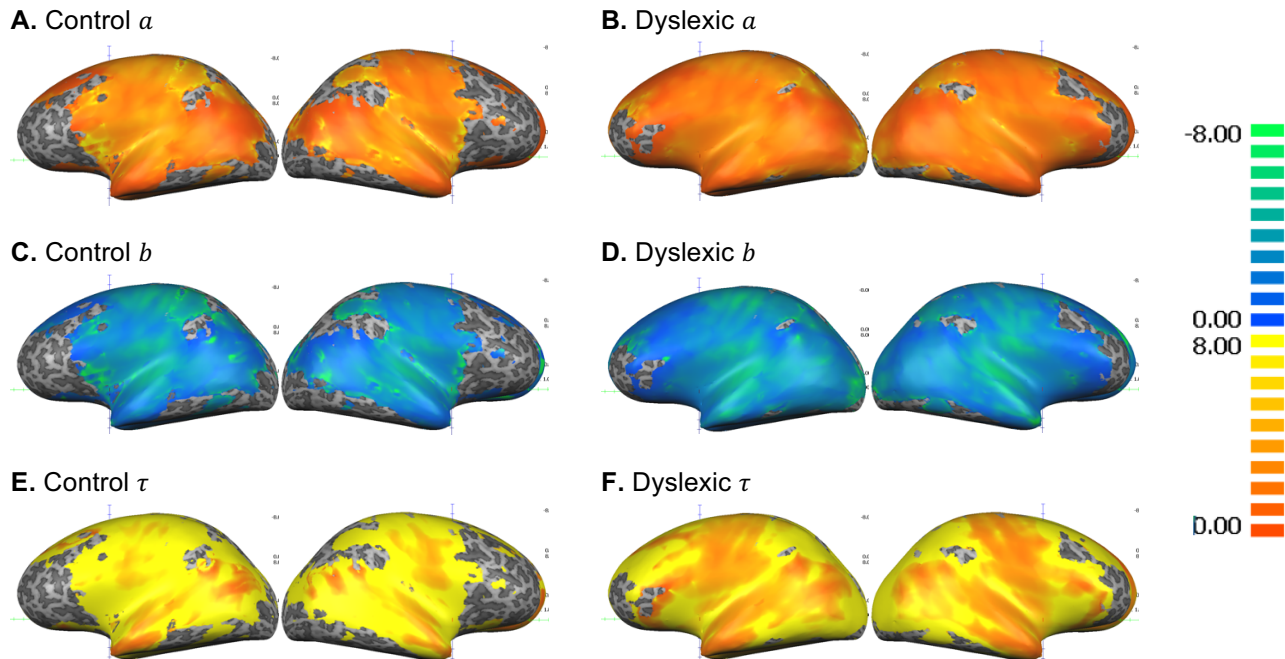 A. Control a
B. Dyslexic a
C. Control b
D. Dyslexic b
E. Control τ
F. Dyslexic τ
-8.00
0.00
8.00
0.00